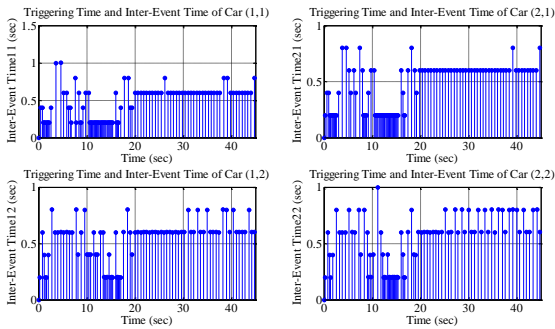 Triggering Time and Inter-Event Time of Car (1,1)
Inter-Event Time11 (sec)
1.5
1
0.5
0
0 10 20 30 40
Time (sec)
Triggering Time and Inter-Event Time of Car (2,1)
Inter-Event Time21 (sec)
1
0.5
0
0 10 20 30 40
Time (sec)
Triggering Time and Inter-Event Time of Car (1,2)
Inter-Event Time12 (sec)
1
0.5
0
0 10 20 30 40
Time (sec)
Triggering Time and Inter-Event Time of Car (2,2)
Inter-Event Time22 (sec)
1
0.5
0
0 10 20 30 40
Time (sec)